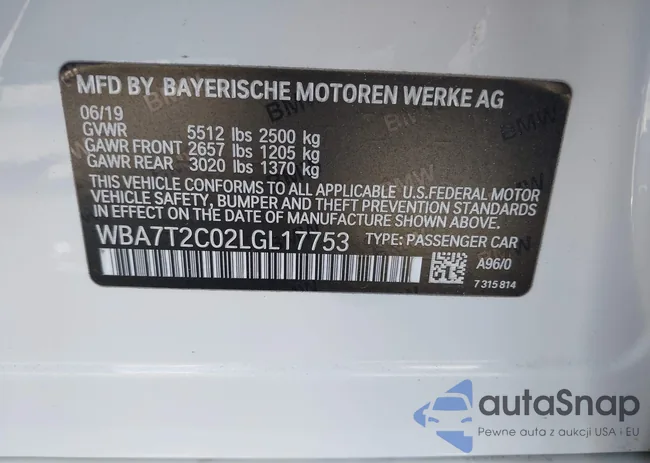 MFD BY BAYERISCHE MOTOREN WERKE AG
06/19
GVWR 5512 lbs 2500 kg
GAWR FRONT 2657 lbs 1205 kg
GAWR REAR 3020 lbs 1370 kg
THIS VEHICLE CONFORMS TO ALL APPLICABLE U.S.FEDERAL MOTOR
VEHICLE SAFETY, BUMPER AND THEFT PREVENTION STANDARDS
IN EFFECT ON THE DATE OF MANUFACTURE SHOWN ABOVE.
WBA7T2C02LGL17753 TYPE: PASSENGER CAR
A96/0
7 315 814
autoSnap
Pewne auta z aukcji USA i EU